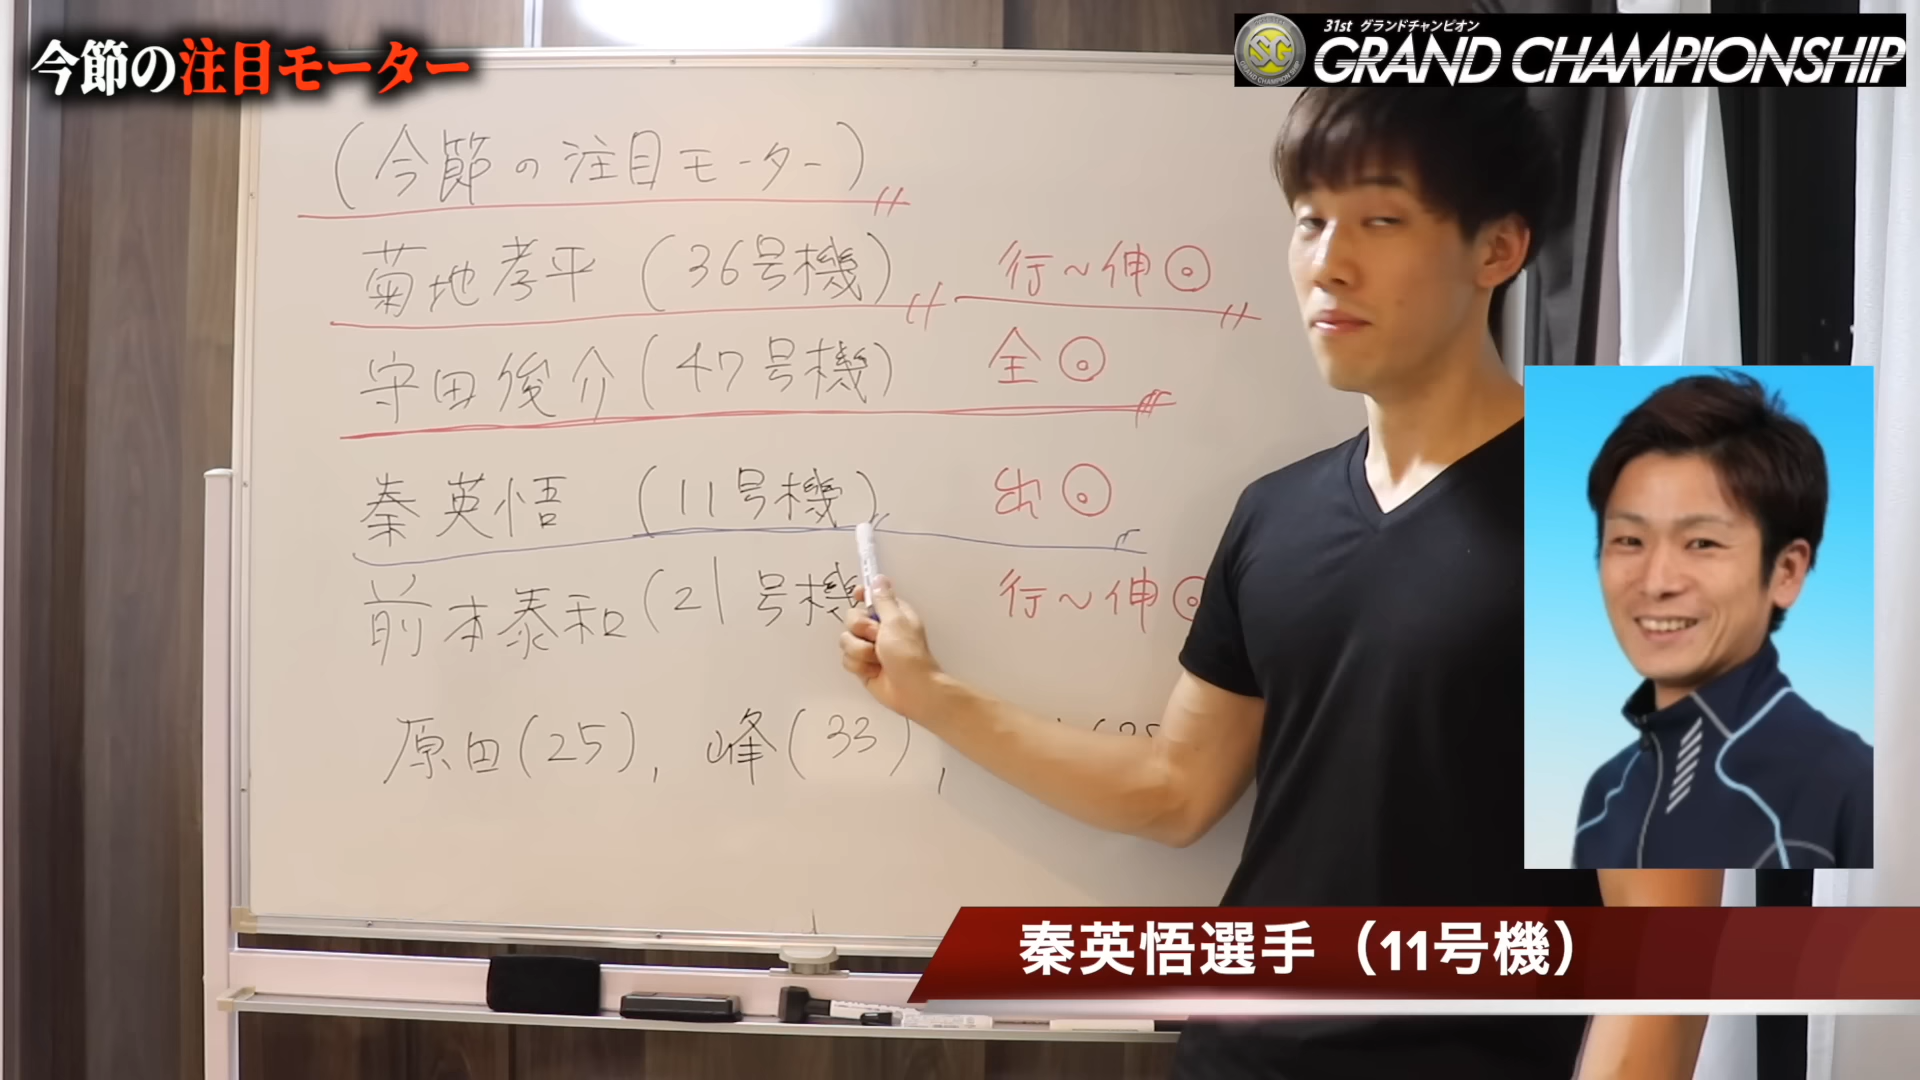 今節の注目モーター
31st グランドチャンピオン
SG GRAND CHAMPIONSHIP
(今節の注目モーター)
菊地孝平(36号機) 行~伸◎
守田俊介(47号機) 全◎
秦英悟(11号機) 出◎
前本泰和(21号機 行~伸◎
原田(25), 峰(33),
秦英悟選手(11号機)